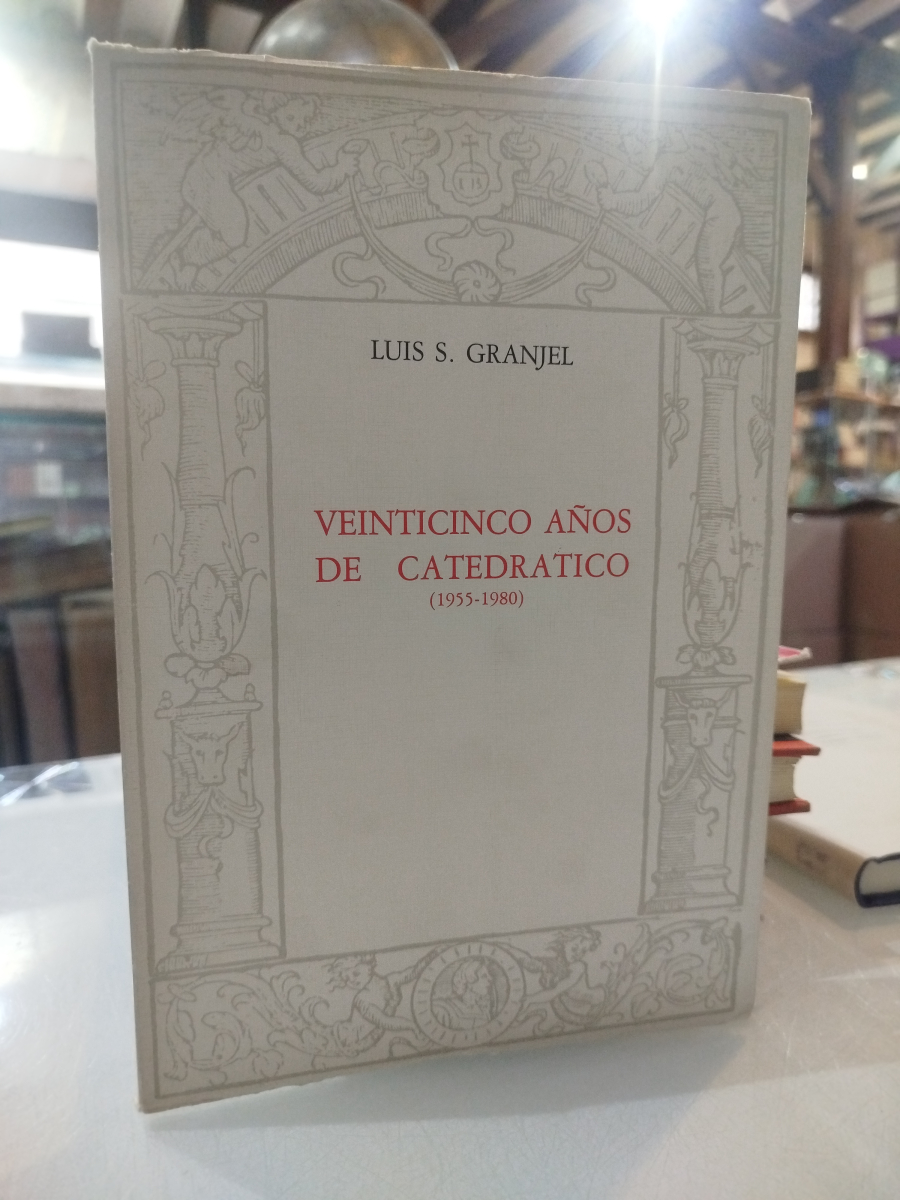 LUIS S. GRANJEL
VEINTICINCO AÑOS
DE CATEDRATICO
(1955-1980)